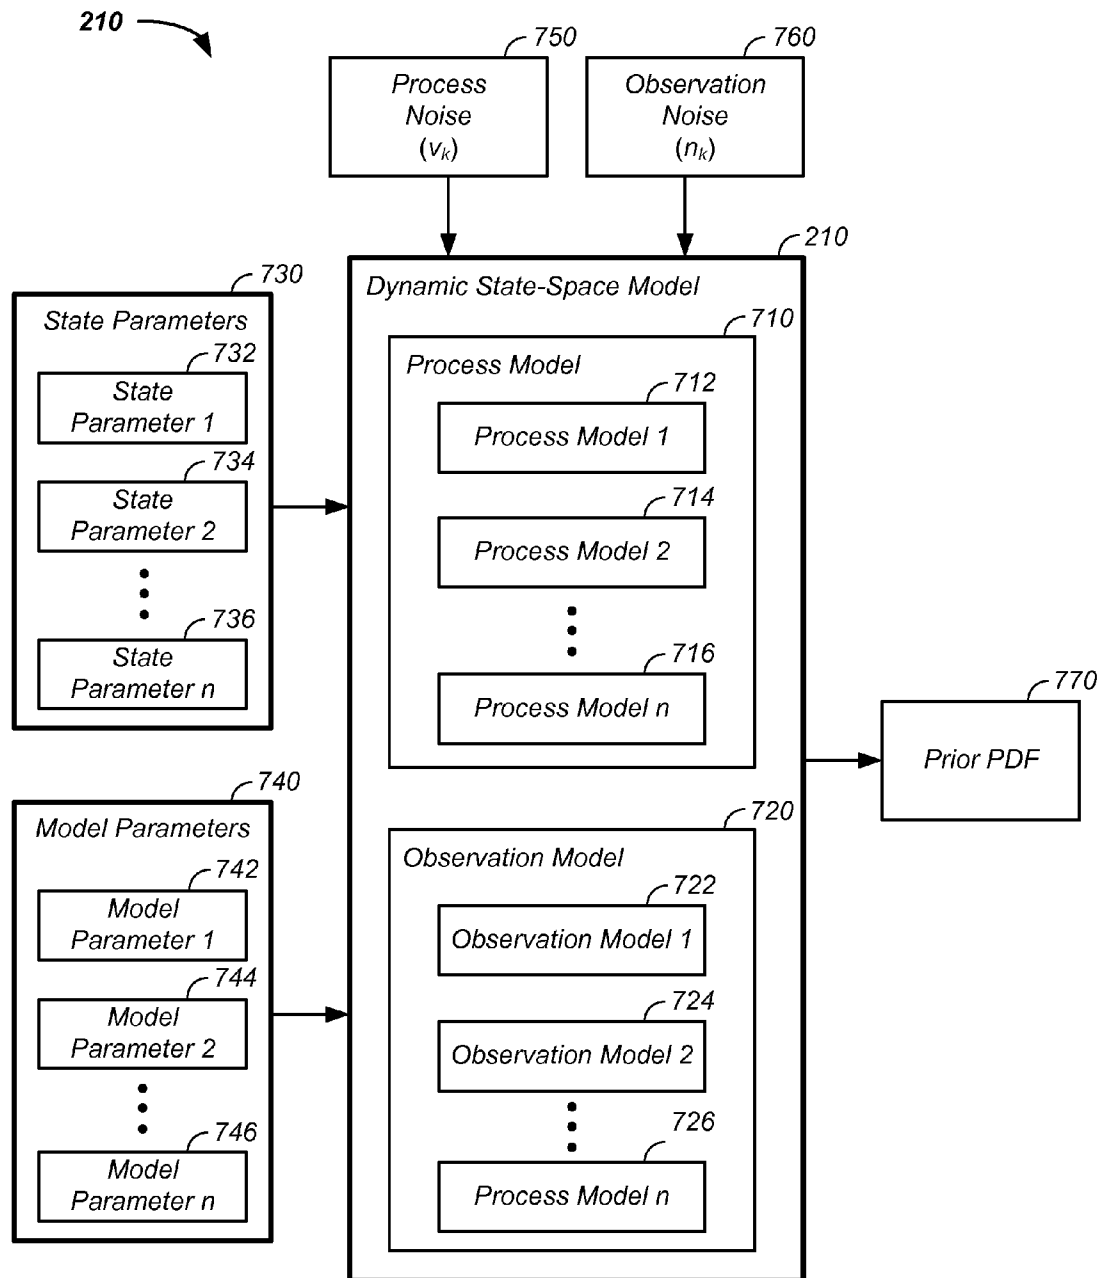 210
750
Process
Noise
(vk)
760
Observation
Noise
(nk)
210
Dynamic State-Space Model
730
State Parameters
732
State
Parameter 1
734
State
Parameter 2
736
State
Parameter n
740
Model Parameters
742
Model
Parameter 1
744
Model
Parameter 2
746
Model
Parameter n
710
Process Model
712
Process Model 1
714
Process Model 2
716
Process Model n
720
Observation Model
722
Observation Model 1
724
Observation Model 2
726
Process Model n
770
Prior PDF